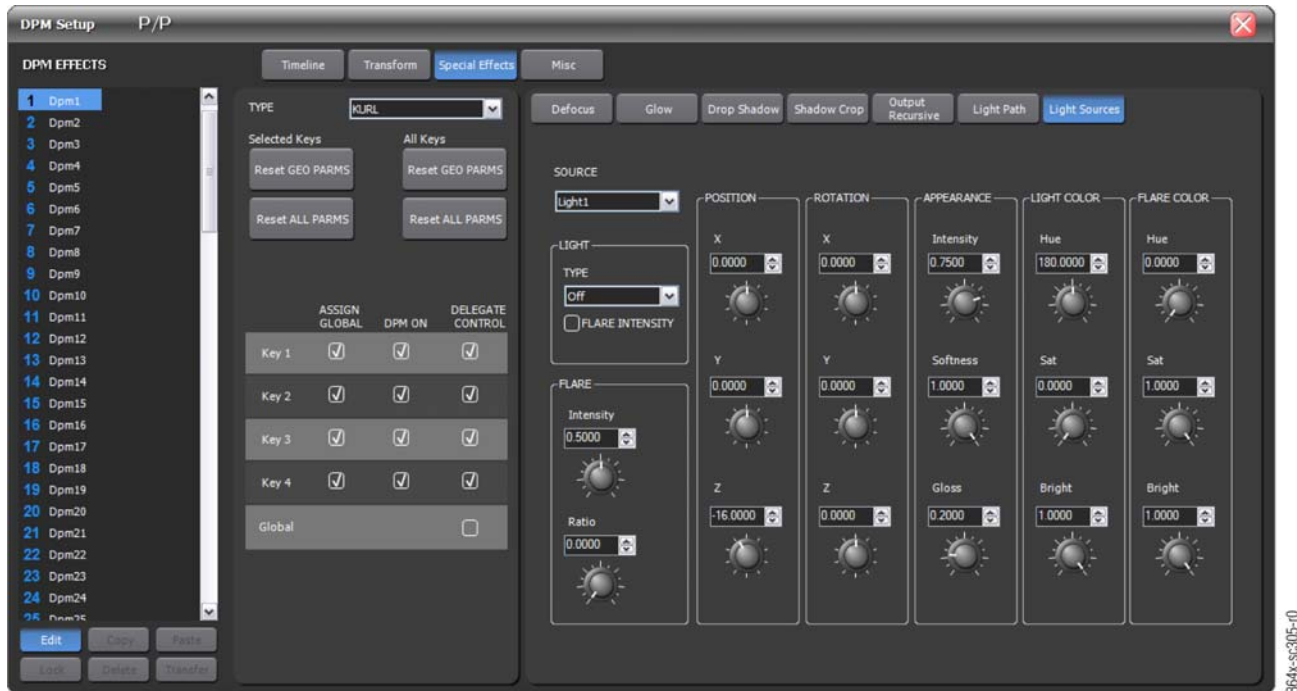 DPM Setup P/P
DPM EFFECTS
Timeline Transform Special Effects Misc
1 Dpm1
2 Dpm2
3 Dpm3
4 Dpm4
5 Dpm5
6 Dpm6
7 Dpm7
8 Dpm8
9 Dpm9
10 Dpm10
11 Dpm11
12 Dpm12
13 Dpm13
14 Dpm14
15 Dpm15
16 Dpm16
17 Dpm17
18 Dpm18
19 Dpm19
20 Dpm20
21 Dpm21
22 Dpm22
23 Dpm23
24 Dpm24
25 Dpm25
Edit Copy Paste
Lock Delete Transfer
TYPE KURL
Selected Keys All Keys
Reset GEO PARMS Reset GEO PARMS
Reset ALL PARMS Reset ALL PARMS
ASSIGN GLOBAL DPM ON DELEGATE CONTROL
Key 1
Key 2
Key 3
Key 4
Global
Defocus Glow Drop Shadow Shadow Crop Output Recursive Light Path Light Sources
SOURCE
Light1
LIGHT
TYPE
Off
FLARE INTENSITY
FLARE
Intensity
0.5000
Ratio
0.0000
POSITION
X
0.0000
Y
0.0000
Z
-16.0000
ROTATION
X
0.0000
Y
0.0000
Z
0.0000
APPEARANCE
Intensity
0.7500
Softness
1.0000
Gloss
0.2000
LIGHT COLOR
Hue
180.0000
Sat
0.0000
Bright
1.0000
FLARE COLOR
Hue
0.0000
Sat
1.0000
Bright
1.0000